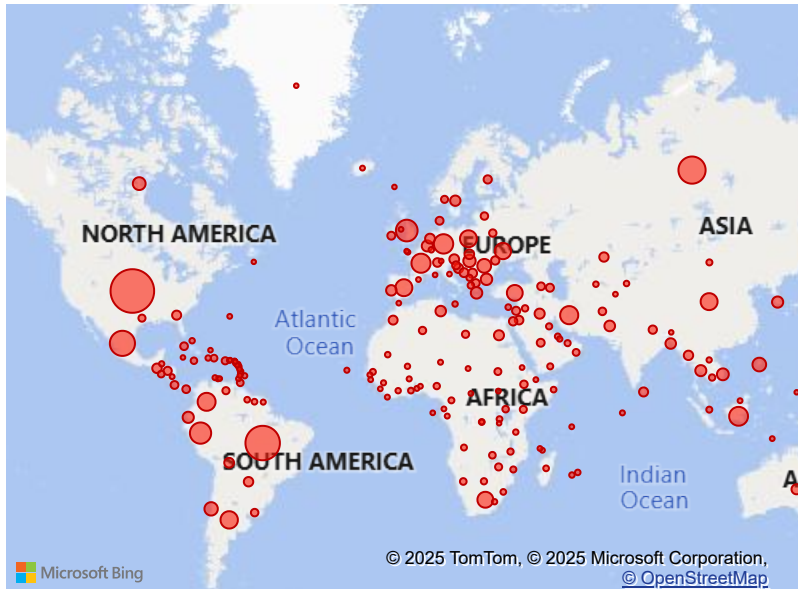 ASIA
NORTH AMERICA
EUROPE
Atlantic
Ocean
AFRICA
SOUTH AMERICA
Indian
Ocean
A
© 2025 TomTom, © 2025 Microsoft Corporation,
Microsoft Bing
© OpenStreetMap